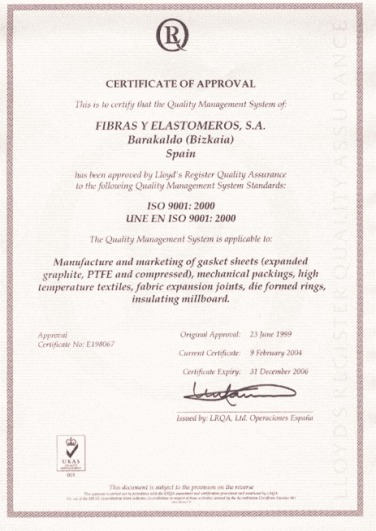 CERTIFICATE OF APPROVAL
This is to certify that the Quality Management System of:
FIBRAS Y ELASTOMEROS, S.A.
Barakaldo (Bizkaia)
Spain
has been approved by Lloyd's Register Quality Assurance
to the following Quality Management System Standards:
ISO 9001: 2000
UNE EN ISO 9001: 2000
The Quality Management System is applicable to:
Manufacture and marketing of gasket sheets (expanded
graphite, PTFE and compressed), mechanical packings, high
temperature textiles, fabric expansion joints, die formed rings,
insulating millboard.
Approval
Certificate No: E198067
Original Approval: 23 June 1999
Current Certificate: 9 February 2004
Certificate Expiry: 31 December 2006
Issued by: LRQA, Ltd. Operaciones España
UKAS
QUALITY
MANAGEMENT
This document is subject to the provision on the reverse